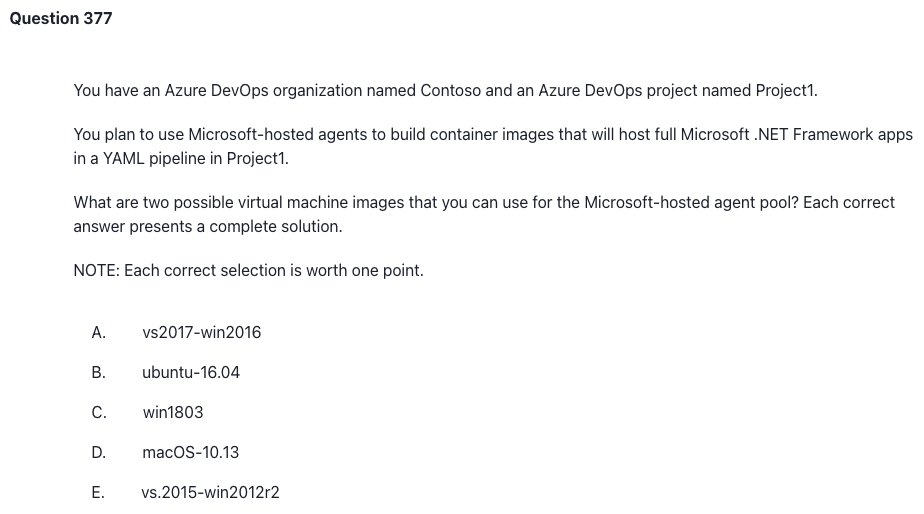 Question 377
You have an Azure DevOps organization named Contoso and an Azure DevOps project named Project1.
You plan to use Microsoft-hosted agents to build container images that will host full Microsoft .NET Framework apps
in a YAML pipeline in Project1.
What are two possible virtual machine images that you can use for the Microsoft-hosted agent pool? Each correct
answer presents a complete solution.
NOTE: Each correct selection is worth one point.
A. vs2017-win2016
B. ubuntu-16.04
C. win1803
D. macOS-10.13
E. vs.2015-win2012r2